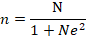 n = N / (1 + Ne²)